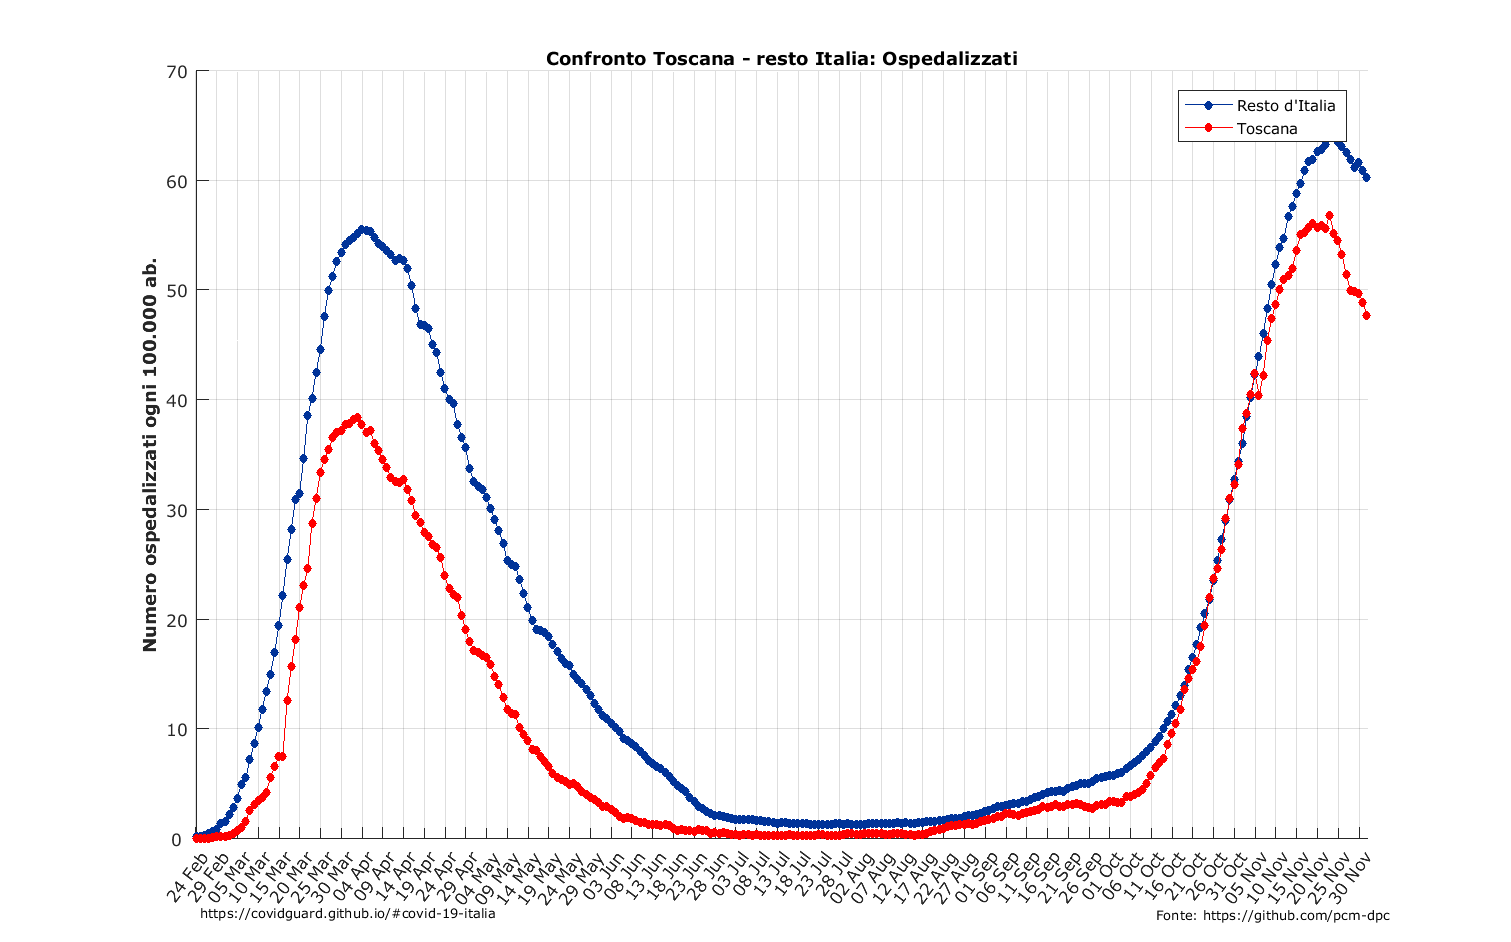 Confronto Toscana - resto Italia: Ospedalizzati
Numero ospedalizzati ogni 100.000 ab.
70
60
50
40
30
20
10
0
Resto d'Italia
Toscana
24 Feb
29 Feb
05 Mar
10 Mar
15 Mar
20 Mar
25 Mar
30 Mar
04 Apr
09 Apr
14 Apr
19 Apr
24 Apr
29 Apr
04 May
09 May
14 May
19 May
24 May
29 May
03 Jun
08 Jun
13 Jun
18 Jun
23 Jun
28 Jun
03 Jul
08 Jul
13 Jul
18 Jul
23 Jul
28 Jul
02 Aug
07 Aug
12 Aug
17 Aug
22 Aug
27 Aug
01 Sep
06 Sep
11 Sep
16 Sep
21 Sep
26 Sep
01 Oct
06 Oct
11 Oct
16 Oct
21 Oct
26 Oct
31 Oct
05 Nov
10 Nov
15 Nov
20 Nov
25 Nov
30 Nov
https://covidguard.github.io/#covid-19-italia
Fonte: https://github.com/pcm-dpc